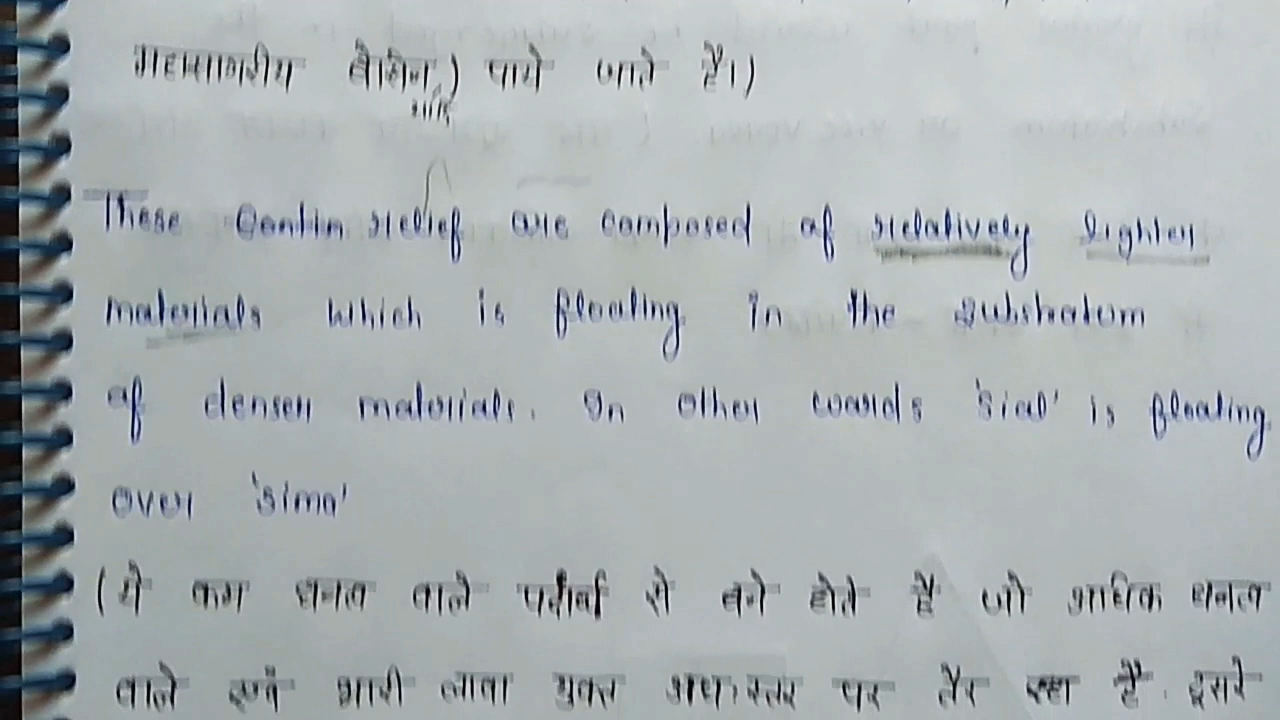 महासागरीय बेसिन) पाये जाते हैं।)
आदि
These Contin. relief are composed of relatively lighter
materials which is floating in the substratum
of denser materials. In other words 'sial' is floating
over 'sima'
(ये कम घनत्व वाले पदार्थो से बने होते है जो अधिक घनत्व
वाले एवं भारी लावा युक्त अधःस्तर पर तैर रहा है. दूसरे